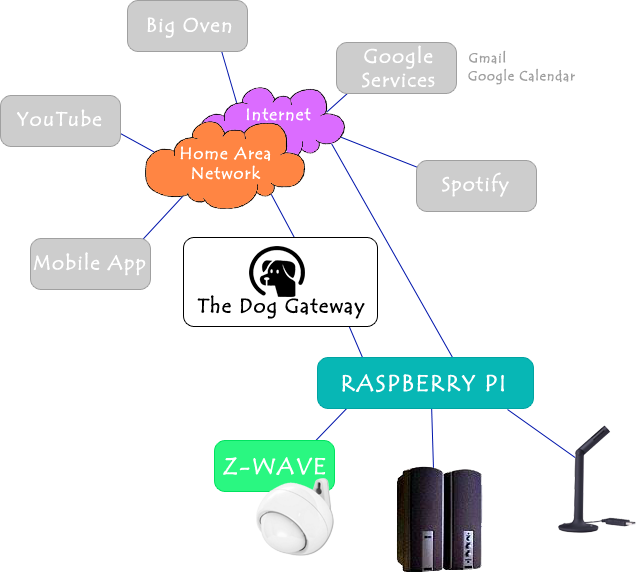 Big Oven
Google
Services
Gmail
Google Calendar
YouTube
Internet
Home Area
Network
Spotify
Mobile App
The Dog Gateway
RASPBERRY PI
Z-WAVE